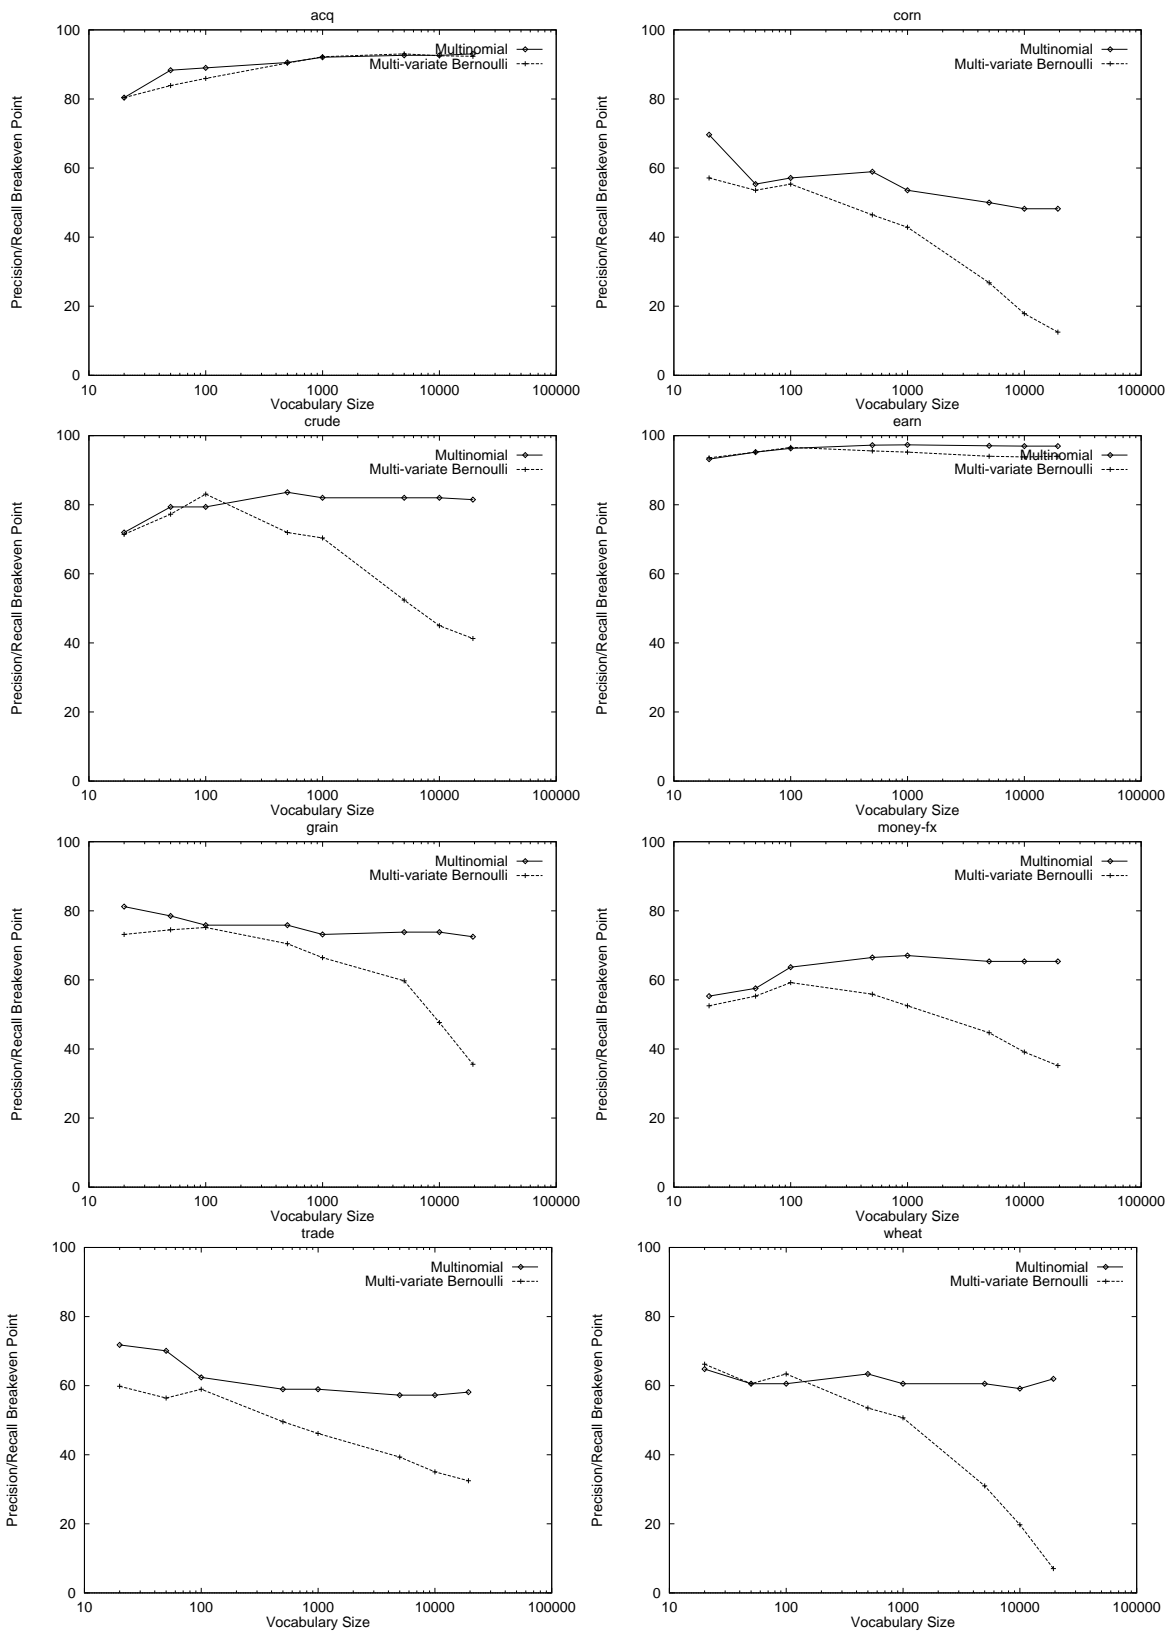 acq
100
80
60
40
20
0
Precision/Recall Breakeven Point
Multinomial
Multi-variate Bernoulli
10 100 1000 10000 100000
Vocabulary Size
corn
100
80
60
40
20
0
Precision/Recall Breakeven Point
Multinomial
Multi-variate Bernoulli
10 100 1000 10000 100000
Vocabulary Size
crude
100
80
60
40
20
0
Precision/Recall Breakeven Point
Multinomial
Multi-variate Bernoulli
10 100 1000 10000 100000
Vocabulary Size
earn
100
80
60
40
20
0
Precision/Recall Breakeven Point
Multinomial
Multi-variate Bernoulli
10 100 1000 10000 100000
Vocabulary Size
grain
100
80
60
40
20
0
Precision/Recall Breakeven Point
Multinomial
Multi-variate Bernoulli
10 100 1000 10000 100000
Vocabulary Size
money-fx
100
80
60
40
20
0
Precision/Recall Breakeven Point
Multinomial
Multi-variate Bernoulli
10 100 1000 10000 100000
Vocabulary Size
trade
100
80
60
40
20
0
Precision/Recall Breakeven Point
Multinomial
Multi-variate Bernoulli
10 100 1000 10000 100000
Vocabulary Size
wheat
100
80
60
40
20
0
Precision/Recall Breakeven Point
Multinomial
Multi-variate Bernoulli
10 100 1000 10000 100000
Vocabulary Size